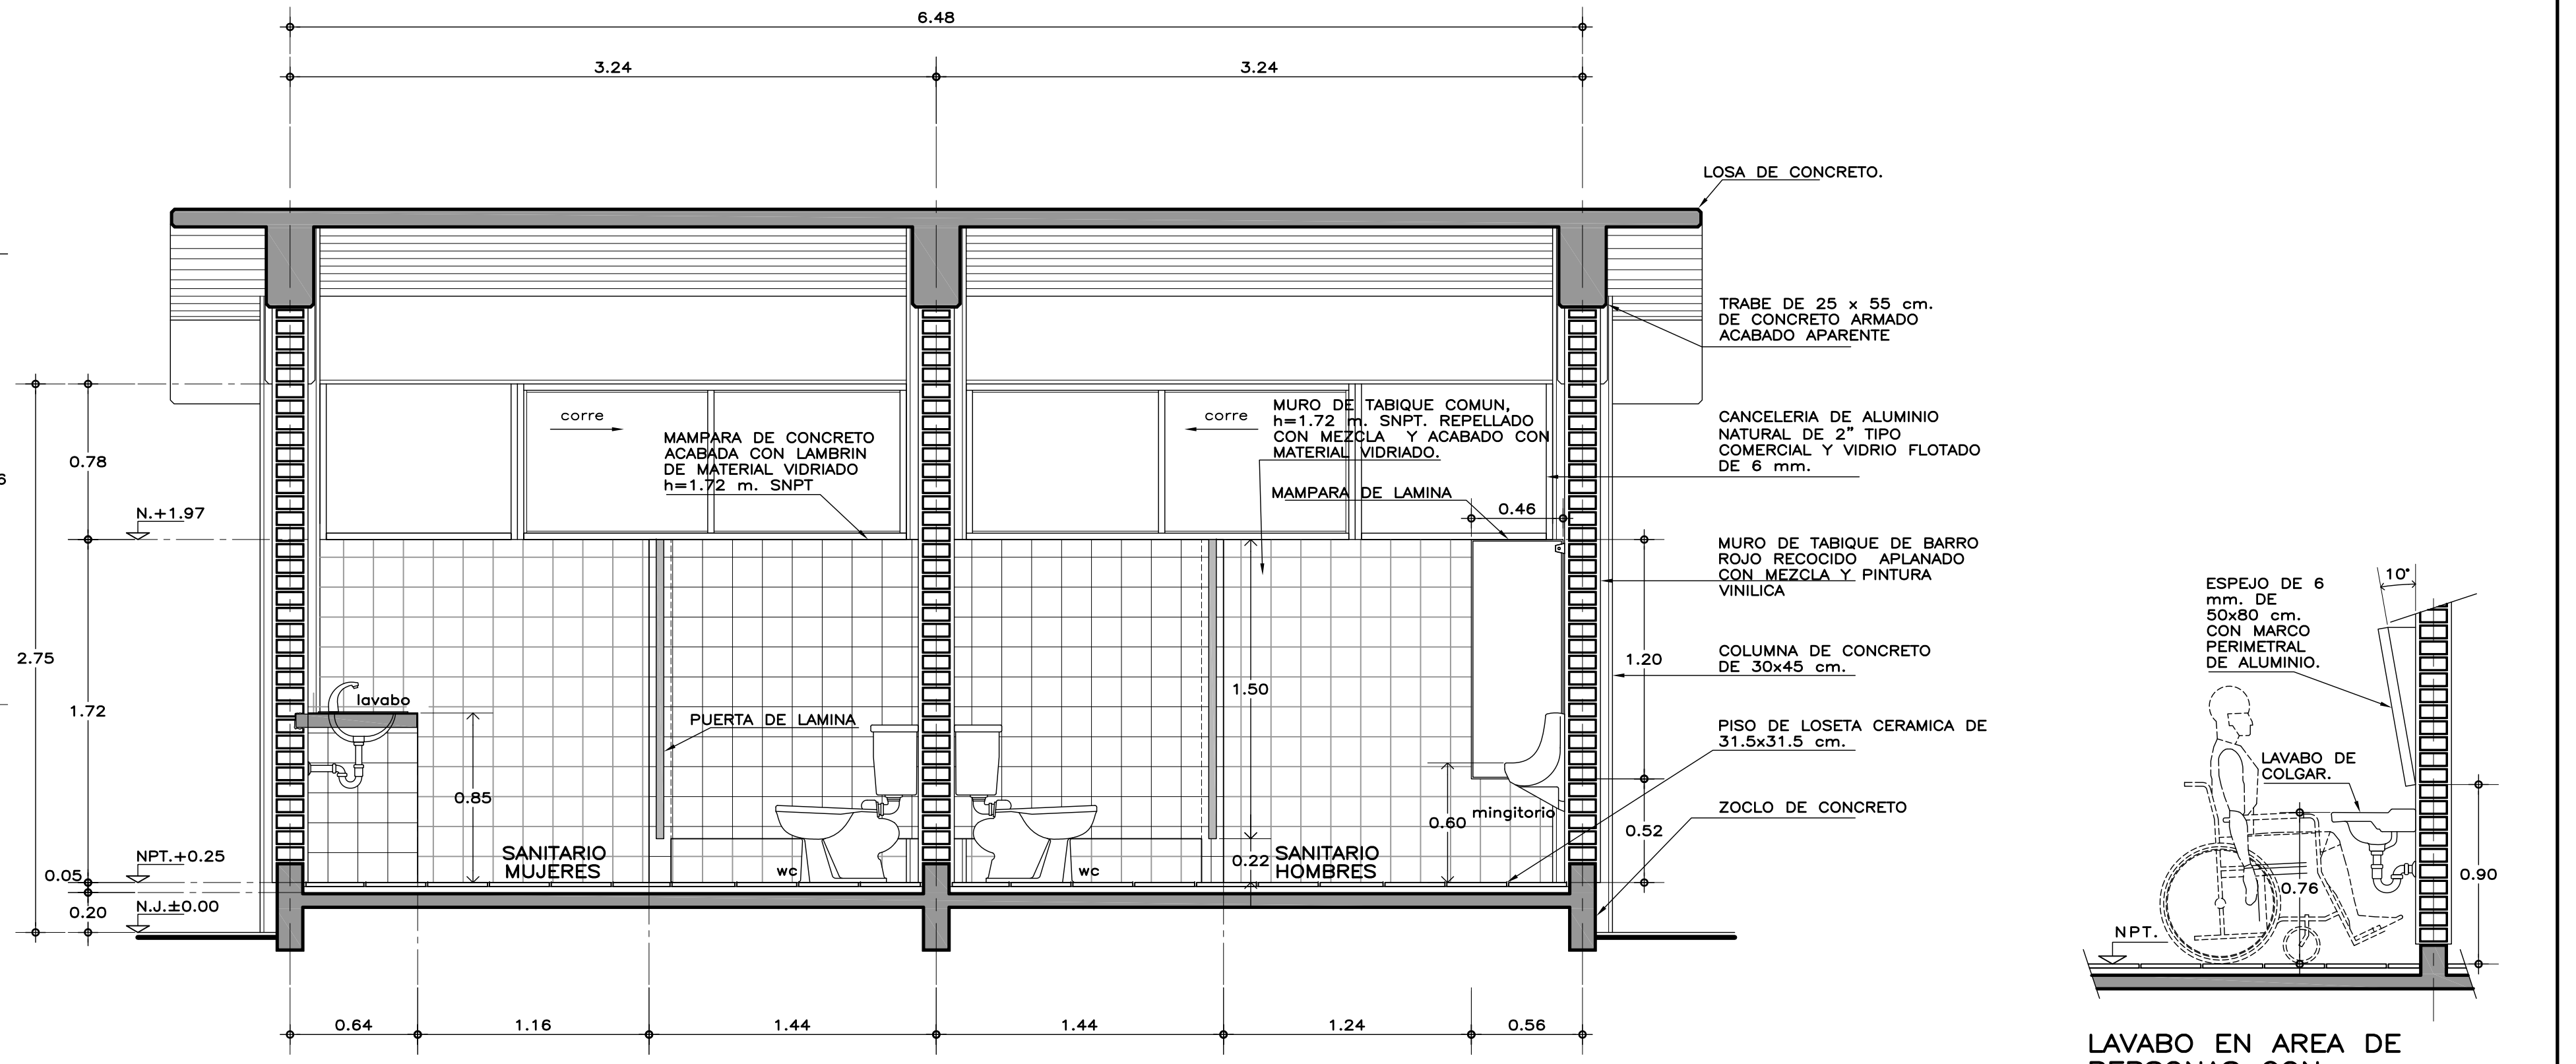 6.48
3.24
3.24
LOSA DE CONCRETO.
TRABE DE 25 x 55 cm.
DE CONCRETO ARMADO
ACABADO APARENTE
corre
corre
MAMPARA DE CONCRETO
ACABADA CON LAMBRIN
DE MATERIAL VIDRIADO
h=1.72 m. SNPT
MURO DE TABIQUE COMUN,
h=1.72 m. SNPT. REPELLADO
CON MEZCLA Y ACABADO CON
MATERIAL VIDRIADO.
MAMPARA DE LAMINA
0.46
CANCELERIA DE ALUMINIO
NATURAL DE 2” TIPO
COMERCIAL Y VIDRIO FLOTADO
DE 6 mm.
MURO DE TABIQUE DE BARRO
ROJO RECOCIDO APLANADO
CON MEZCLA Y PINTURA
VINILICA
COLUMNA DE CONCRETO
DE 30x45 cm.
PISO DE LOSETA CERAMICA DE
31.5x31.5 cm.
ZOCLO DE CONCRETO
6
0.78
N.+1.97
2.75
1.72
NPT.+0.25
0.05
N.J.±0.00
0.20
lavabo
0.85
PUERTA DE LAMINA
SANITARIO
MUJERES
wc
wc
1.50
0.22
SANITARIO
HOMBRES
0.60
mingitorio
1.20
0.52
0.64
1.16
1.44
1.44
1.24
0.56
10°
ESPEJO DE 6
mm. DE
50x80 cm.
CON MARCO
PERIMETRAL
DE ALUMINIO.
LAVABO DE
COLGAR.
0.76
0.90
NPT.
LAVABO EN AREA DE
PERSONAS CON